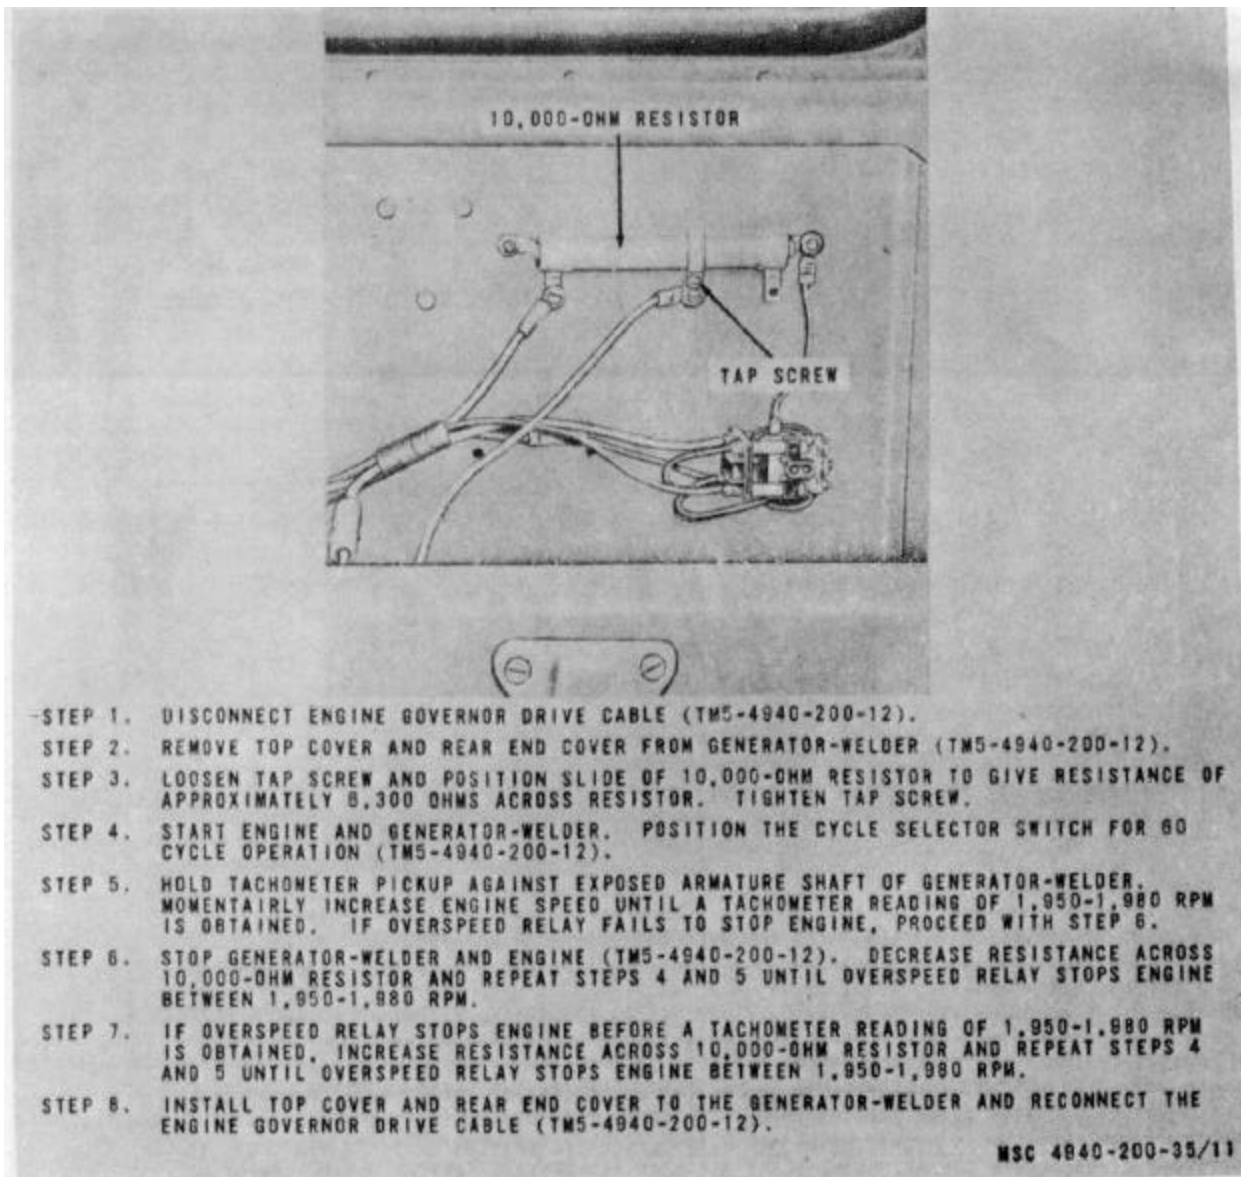 10,000-OHM RESISTOR
TAP SCREW
STEP 1. DISCONNECT ENGINE GOVERNOR DRIVE CABLE (TM5-4940-200-12).
STEP 2. REMOVE TOP COVER AND REAR END COVER FROM GENERATOR-WELDER (TM5-4940-200-12).
STEP 3. LOOSEN TAP SCREW AND POSITION SLIDE OF 10,000-OHM RESISTOR TO GIVE RESISTANCE OF
APPROXIMATELY OHMS ACROSS RESISTOR. TIGHTEN TAP SCREW.
STEP 4. START ENGINE AND GENERATOR-WELDER. POSITION THE CYCLE SELECTOR SWITCH FOR 60
CYCLE OPERATION (TM5-4940-200-12).
STEP 5. HOLD TACHOMETER PICKUP AGAINST EXPOSED ARMATURE SHAFT OF GENERATOR-WELDER.
MOMENTAIRLY INCREASE ENGINE SPEED UNTIL A TACHOMETER READING OF 1,950-1,980 RPM
IS OBTAINED. IF OVERSPEED RELAY FAILS TO STOP ENGINE, PROCEED WITH STEP 6.
STEP 6. STOP GENERATOR-WELDER AND ENGINE (TM5-4940-200-12). DECREASE RESISTANCE ACROSS
10,000-OHM RESISTOR AND REPEAT STEPS 4 AND 5 UNTIL OVERSPEED RELAY STOPS ENGINE
BETWEEN 1,950-1,980 RPM.
STEP 7. IF OVERSPEED RELAY STOPS ENGINE BEFORE A TACHOMETER READING OF 1,950-1,980 RPM
IS OBTAINED, INCREASE RESISTANCE ACROSS 10,000-OHM RESISTOR AND REPEAT STEPS 4
AND 5 UNTIL OVERSPEED RELAY STOPS ENGINE BETWEEN 1,950-1,980 RPM.
STEP 8. INSTALL TOP COVER AND REAR END COVER TO THE GENERATOR-WELDER AND RECONNECT THE
ENGINE GOVERNOR DRIVE CABLE (TM5-4940-200-12).
MSC 4940-200-35/11